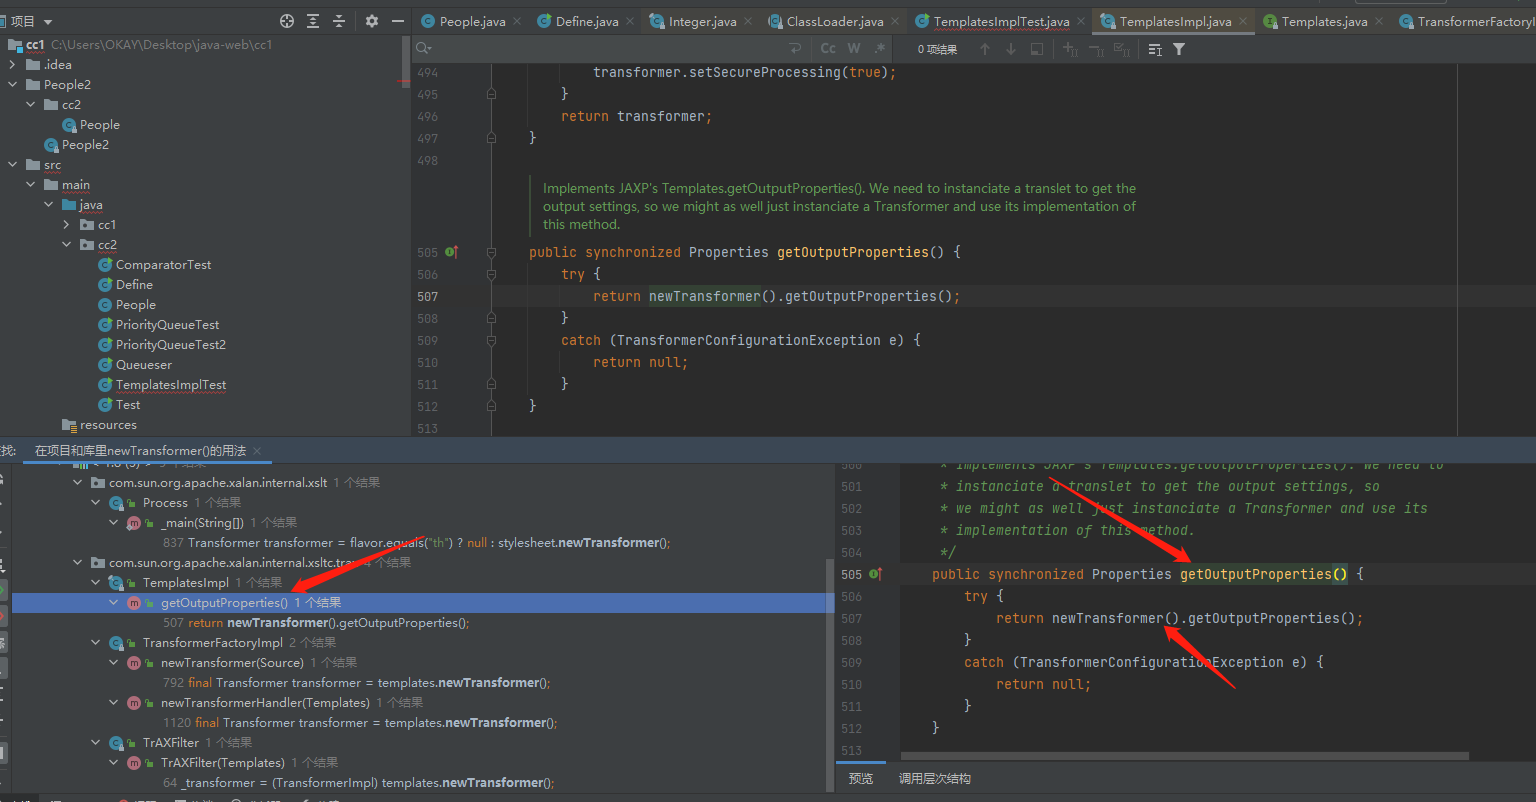 项目
People.java
Define.java
Integer.java
ClassLoader.java
TemplatesImplTest.java
TemplatesImpl.java
Templates.java
TransformerFactoryI
cc1 C:\Users\OKAY\Desktop\java-web\cc1
.idea
People2
cc2
People
People2
src
main
java
cc1
cc2
ComparatorTest
Define
People
PriorityQueueTest
PriorityQueueTest2
Queueser
TemplatesImplTest
Test
resources
Cc W .* 0 项结果
494 transformer.setSecureProcessing(true);
495 }
496 return transformer;
497 }
498
Implements JAXP's Templates.getOutputProperties(). We need to instanciate a translet to get the
output settings, so we might as well just instanciate a Transformer and use its implementation of
this method.
505 public synchronized Properties getOutputProperties() {
506 try {
507 return newTransformer().getOutputProperties();
508 }
509 catch (TransformerConfigurationException e) {
510 return null;
511 }
512 }
513
找: 在项目和库里newTransformer()的用法
com.sun.org.apache.xalan.internal.xslt 1 个结果
Process 1 个结果
_main(String[]) 1 个结果
837 Transformer transformer = flavor.equals("th") ? null : stylesheet.newTransformer();
com.sun.org.apache.xalan.internal.xsltc.trax 4 个结果
TemplatesImpl 1 个结果
getOutputProperties() 1 个结果
507 return newTransformer().getOutputProperties();
TransformerFactoryImpl 2 个结果
newTransformer(Source) 1 个结果
792 final Transformer transformer = templates.newTransformer();
newTransformerHandler(Templates) 1 个结果
1120 final Transformer transformer = templates.newTransformer();
TrAXFilter 1 个结果
TrAXFilter(Templates) 1 个结果
64 _transformer = (TransformerImpl) templates.newTransformer();
500 * Implements JAXP's Templates.getOutputProperties(). We need to
501 * instanciate a translet to get the output settings, so
502 * we might as well just instanciate a Transformer and use its
503 * implementation of this method.
504 */
505 public synchronized Properties getOutputProperties() {
506 try {
507 return newTransformer().getOutputProperties();
508 }
509 catch (TransformerConfigurationException e) {
510 return null;
511 }
512 }
513
预览 调用层次结构